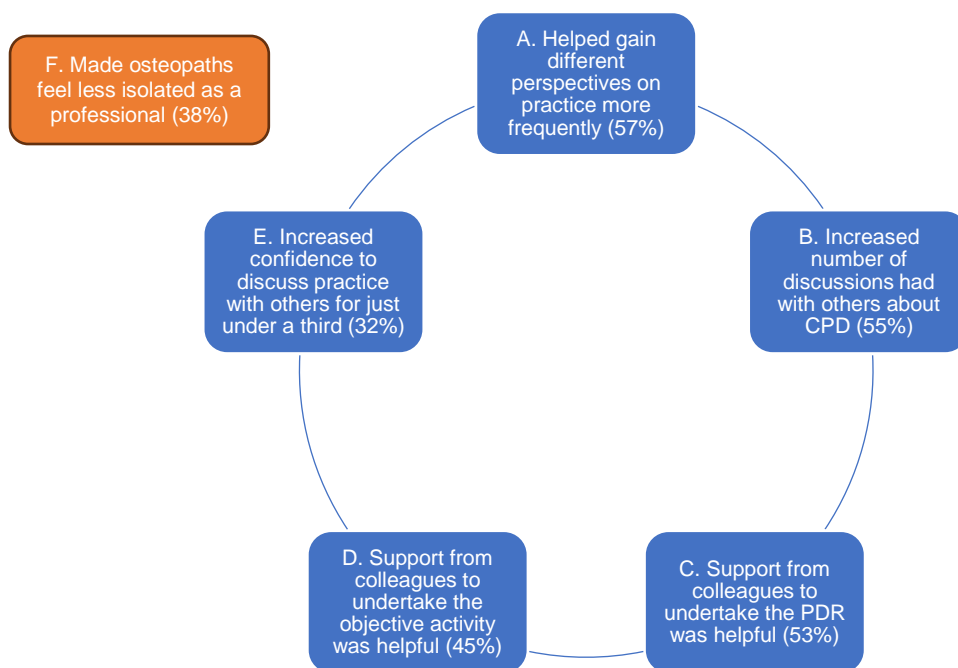 F. Made osteopaths
feel less isolated as a
professional (38%)
A. Helped gain
different
perspectives on
practice more
frequently (57%)
B. Increased
number of
discussions had
with others about
CPD (55%)
C. Support from
colleagues to
undertake the PDR
was helpful (53%)
D. Support from
colleagues to
undertake the
objective activity
was helpful (45%)
E. Increased
confidence to
discuss practice
with others for just
under a third (32%)